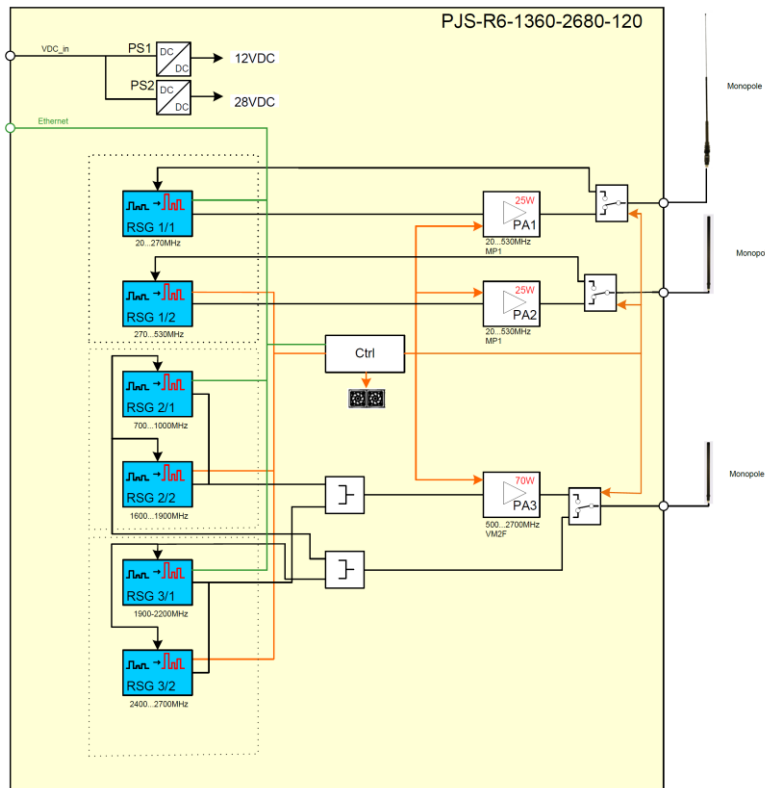 PJS-R6-1360-2680-120
VDC_in
PS1
DC
DC
12VDC
PS2
DC
DC
28VDC
Ethernet
Monopole
RSG 1/1
20...270MHz
25W
PA1
20...530MHz
MP1
Monopo
RSG 1/2
270...530MHz
25W
PA2
20...530MHz
MP1
Ctrl
RSG 2/1
700...1000MHz
RSG 2/2
1600...1900MHz
70W
PA3
500...2700MHz
VM2F
Monopole
RSG 3/1
1900-2200MHz
RSG 3/2
2400...2700MHz